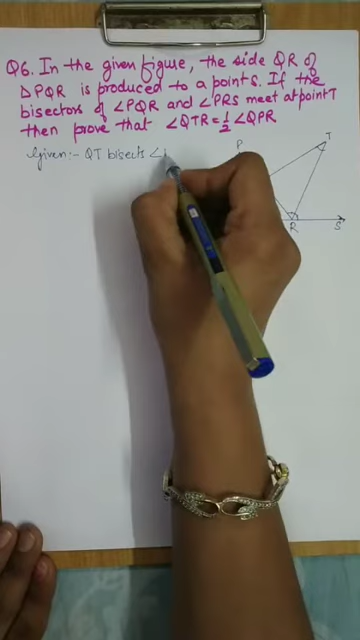 Q6. In the given figure, the side QR of
△PQR is produced to a point s. If the
bisectors of ∠PQR and ∠PRS meet at point T
then prove that ∠QTR = 1/2 ∠QPR
Given:- QT bisects ∠
P
T
R
S